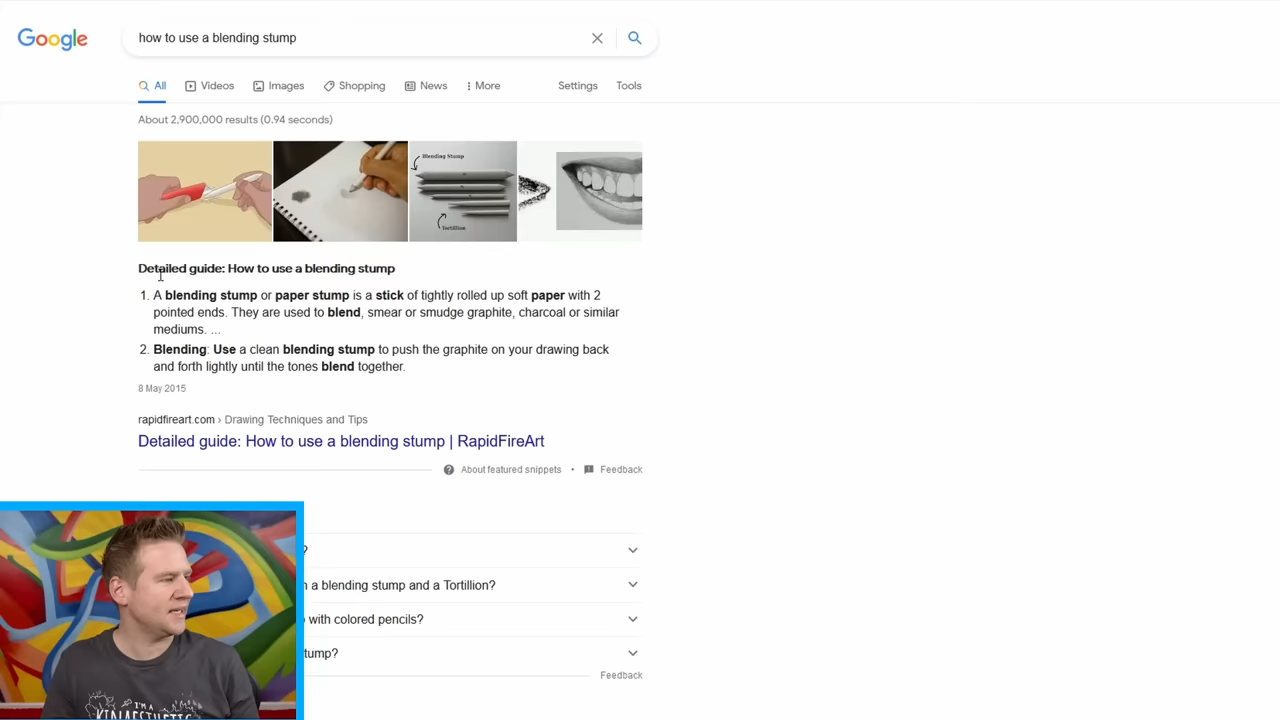 Google
how to use a blending stump
All Videos Images Shopping News More Settings Tools
About 2,900,000 results (0.94 seconds)
Blending Stump
Tortillion
Detailed guide: How to use a blending stump
1. A blending stump or paper stump is a stick of tightly rolled up soft paper with 2
pointed ends. They are used to blend, smear or smudge graphite, charcoal or similar
mediums. ...
2. Blending: Use a clean blending stump to push the graphite on your drawing back
and forth lightly until the tones blend together.
8 May 2015
rapidfireart.com › Drawing Techniques and Tips
Detailed guide: How to use a blending stump | RapidFireArt
About featured snippets • Feedback
?
a blending stump and a Tortillion?
with colored pencils?
tump?
Feedback
I'M A
KINAESTHETIC